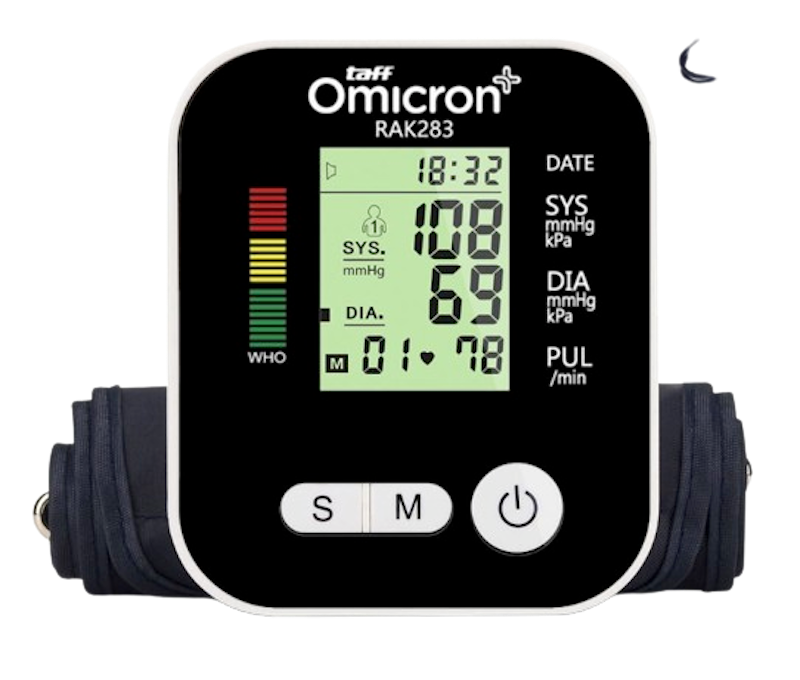 taff
Omicron
RAK283
18:32
DATE
1
108
SYS.
mmHg
SYS
mmHg
kPa
69
DIA.
DIA
mmHg
kPa
M 01 78
PUL
/min
WHO
S M